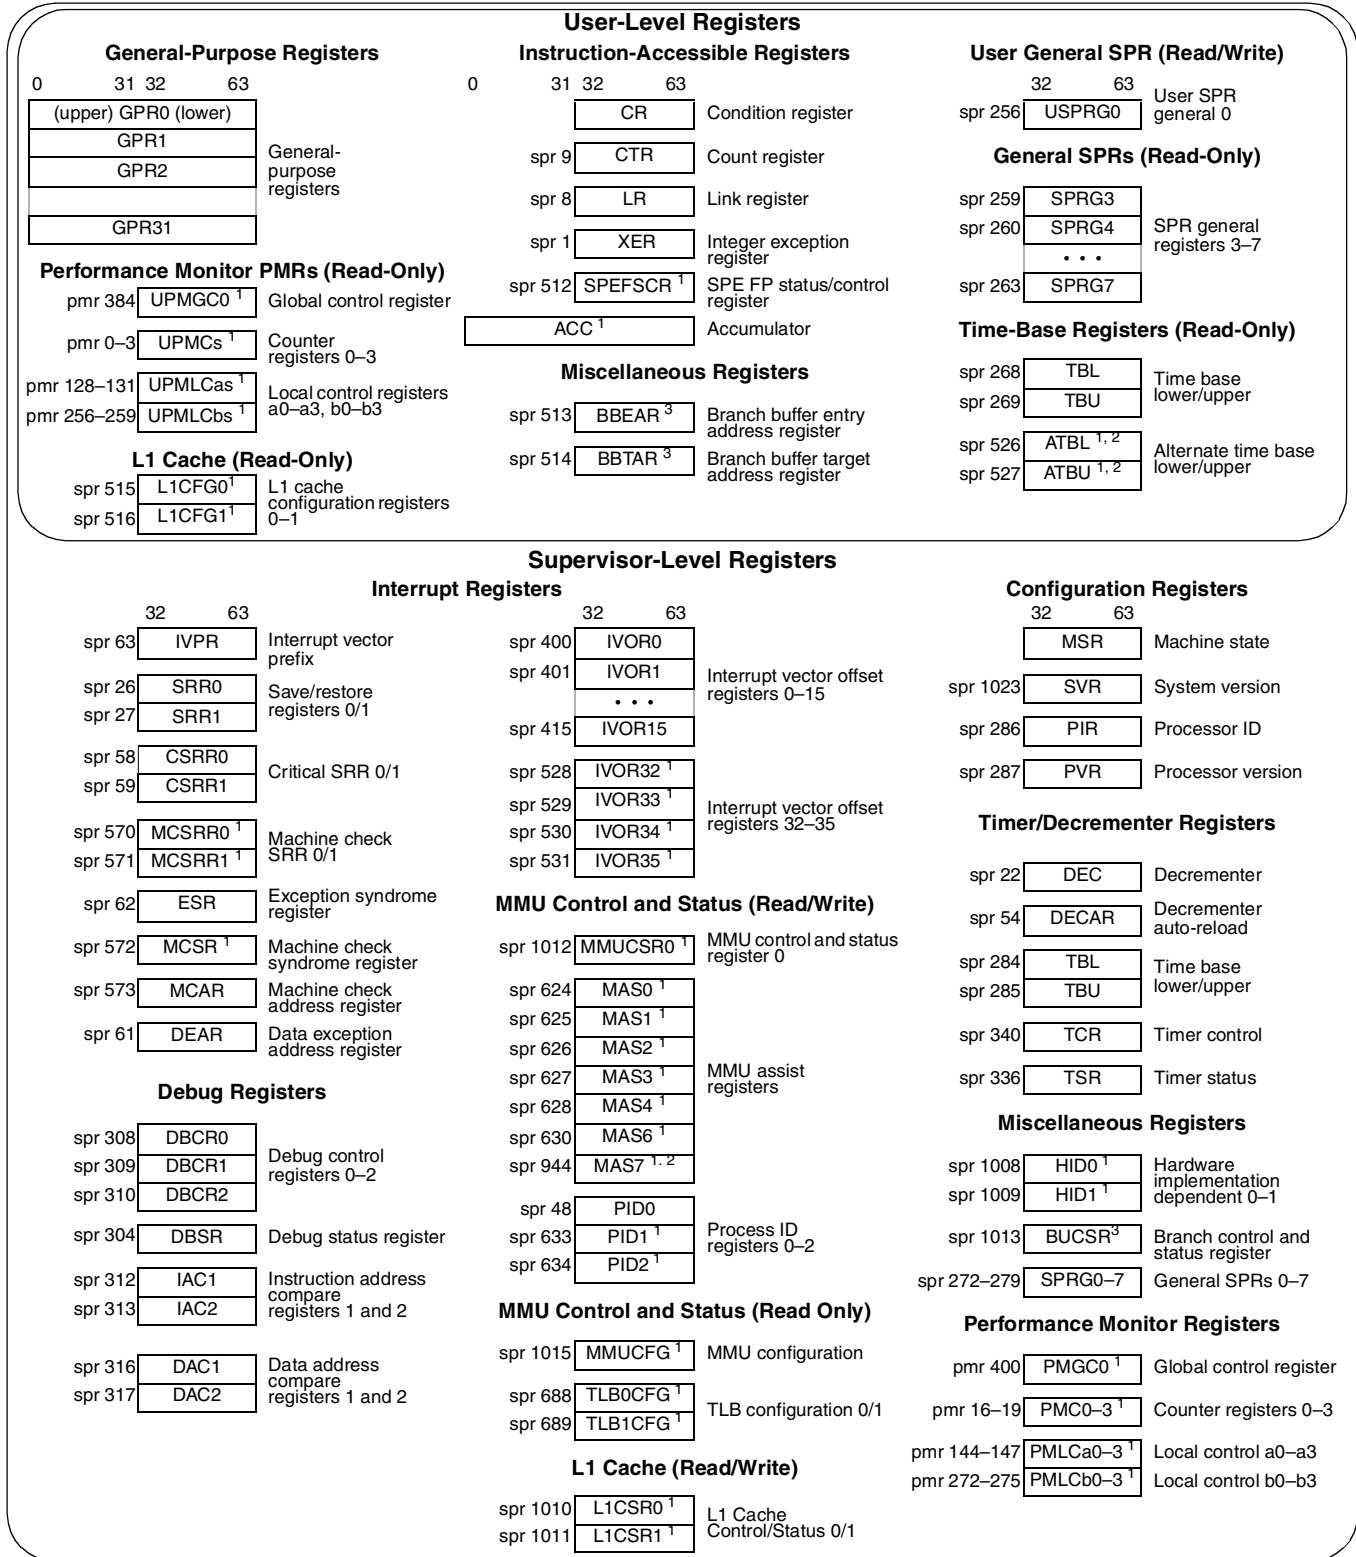 User-Level Registers
General-Purpose Registers
0 31 32 63
(upper) GPR0 (lower)
GPR1
GPR2
GPR31
General-
purpose
registers
Performance Monitor PMRs (Read-Only)
pmr 384 UPMGC0 1 Global control register
pmr 0–3 UPMCs 1 Counter
registers 0–3
pmr 128–131 UPMLCas 1
pmr 256–259 UPMLCbs 1
Local control registers
a0–a3, b0–b3
L1 Cache (Read-Only)
spr 515 L1CFG0 1
spr 516 L1CFG1 1
L1 cache
configuration registers
0–1
Instruction-Accessible Registers
0 31 32 63
CR Condition register
spr 9 CTR Count register
spr 8 LR Link register
spr 1 XER Integer exception
register
spr 512 SPEFSCR 1 SPE FP status/control
register
ACC 1 Accumulator
Miscellaneous Registers
spr 513 BBEAR 3 Branch buffer entry
address register
spr 514 BBTAR 3 Branch buffer target
address register
User General SPR (Read/Write)
32 63
spr 256 USPRG0 User SPR
general 0
General SPRs (Read-Only)
spr 259 SPRG3
spr 260 SPRG4
• • •
spr 263 SPRG7
SPR general
registers 3–7
Time-Base Registers (Read-Only)
spr 268 TBL
spr 269 TBU
Time base
lower/upper
spr 526 ATBL 1, 2
spr 527 ATBU 1, 2
Alternate time base
lower/upper
Supervisor-Level Registers
Interrupt Registers
32 63
spr 63 IVPR Interrupt vector
prefix
spr 26 SRR0
spr 27 SRR1
Save/restore
registers 0/1
spr 58 CSRR0
spr 59 CSRR1
Critical SRR 0/1
spr 570 MCSRR0 1
spr 571 MCSRR1 1
Machine check
SRR 0/1
spr 62 ESR Exception syndrome
register
spr 572 MCSR 1 Machine check
syndrome register
spr 573 MCAR Machine check
address register
spr 61 DEAR Data exception
address register
Debug Registers
spr 308 DBCR0
spr 309 DBCR1
spr 310 DBCR2
Debug control
registers 0–2
spr 304 DBSR Debug status register
spr 312 IAC1
spr 313 IAC2
Instruction address
compare
registers 1 and 2
spr 316 DAC1
spr 317 DAC2
Data address
compare
registers 1 and 2
32 63
spr 400 IVOR0
spr 401 IVOR1
• • •
spr 415 IVOR15
Interrupt vector offset
registers 0–15
spr 528 IVOR32 1
spr 529 IVOR33 1
spr 530 IVOR34 1
spr 531 IVOR35 1
Interrupt vector offset
registers 32–35
MMU Control and Status (Read/Write)
spr 1012 MMUCSR0 1 MMU control and status
register 0
spr 624 MAS0 1
spr 625 MAS1 1
spr 626 MAS2 1
spr 627 MAS3 1
spr 628 MAS4 1
spr 630 MAS6 1
spr 944 MAS7 1. 2
MMU assist
registers
spr 48 PID0
spr 633 PID1 1
spr 634 PID2 1
Process ID
registers 0–2
MMU Control and Status (Read Only)
spr 1015 MMUCFG 1 MMU configuration
spr 688 TLB0CFG 1
spr 689 TLB1CFG 1
TLB configuration 0/1
L1 Cache (Read/Write)
spr 1010 L1CSR0 1
spr 1011 L1CSR1 1
L1 Cache
Control/Status 0/1
Configuration Registers
32 63
MSR Machine state
spr 1023 SVR System version
spr 286 PIR Processor ID
spr 287 PVR Processor version
Timer/Decrementer Registers
spr 22 DEC Decrementer
spr 54 DECAR Decrementer
auto-reload
spr 284 TBL
spr 285 TBU
Time base
lower/upper
spr 340 TCR Timer control
spr 336 TSR Timer status
Miscellaneous Registers
spr 1008 HID0 1
spr 1009 HID1 1
Hardware
implementation
dependent 0–1
spr 1013 BUCSR 3 Branch control and
status register
spr 272–279 SPRG0–7 General SPRs 0–7
Performance Monitor Registers
pmr 400 PMGC0 1 Global control register
pmr 16–19 PMC0–3 1 Counter registers 0–3
pmr 144–147 PMLCa0–3 1 Local control a0–a3
pmr 272–275 PMLCb0–3 1 Local control b0–b3